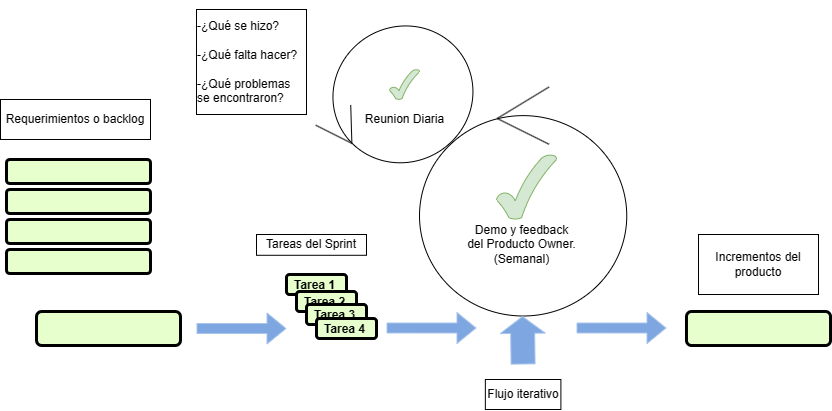 -¿Qué se hizo?
-¿Qué falta hacer?
-¿Qué problemas
se encontraron?
Reunion Diaria
Requerimientos o backlog
Demo y feedback
del Producto Owner.
(Semanal)
Tareas del Sprint
Tarea 1
Tarea 2
Tarea 3
Tarea 4
Incrementos del
producto
Flujo iterativo